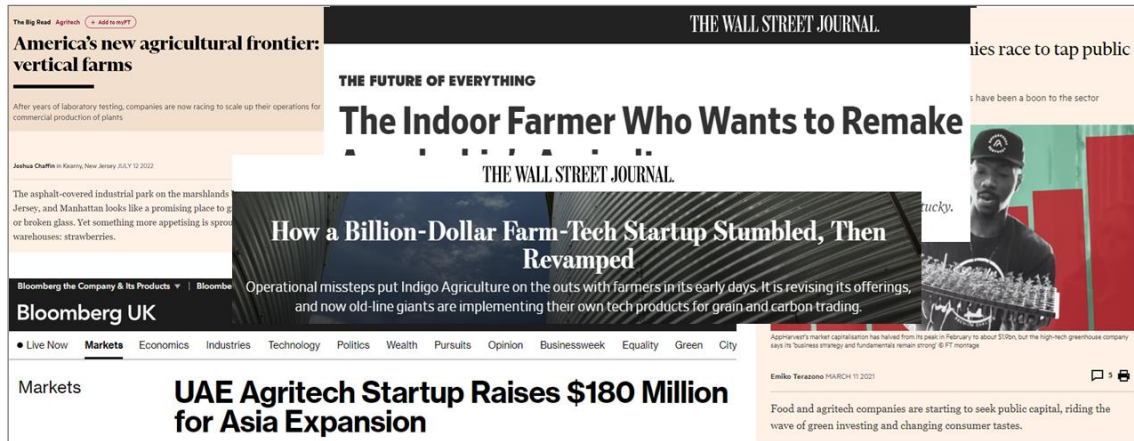 The Big Read Agritech + Add to myFT
America's new agricultural frontier:
vertical farms
After years of laboratory testing, companies are now racing to scale up their operations for
commercial production of plants
Joshua Chaffin in Kearny, New Jersey JULY 12 2022
The asphalt-covered industrial park on the marshlands
Jersey, and Manhattan looks like a promising place to
or broken glass. Yet something more appetising is
warehouses: strawberries.
THE WALL STREET JOURNAL.
THE FUTURE OF EVERYTHING
The Indoor Farmer Who Wants to Remake
race to tap public
have been a boon to the sector
THE WALL STREET JOURNAL.
How a Billion-Dollar Farm-Tech Startup Stumbled, Then
Revamped
Operational missteps put Indigo Agriculture on the outs with farmers in its early days. It is revising its offerings,
and now old-line giants are implementing their own tech products for grain and carbon trading.
Bloomberg the Company & Its Products
Bloomberg UK
Live Now Markets Economics Industries Technology Politics Wealth Pursuits Opinion Businessweek Equality Green City
Markets
UAE Agritech Startup Raises $180 Million
for Asia Expansion
AppHarvest's market capitalisation has halved from its peak in February to about $1.9bn, but the high-tech greenhouse company
says its 'business strategy and fundamentals remain strong' © FT montage
Emiko Terazono MARCH 11 2021
5
Food and agritech companies are starting to seek public capital, riding the
wave of green investing and changing consumer tastes.